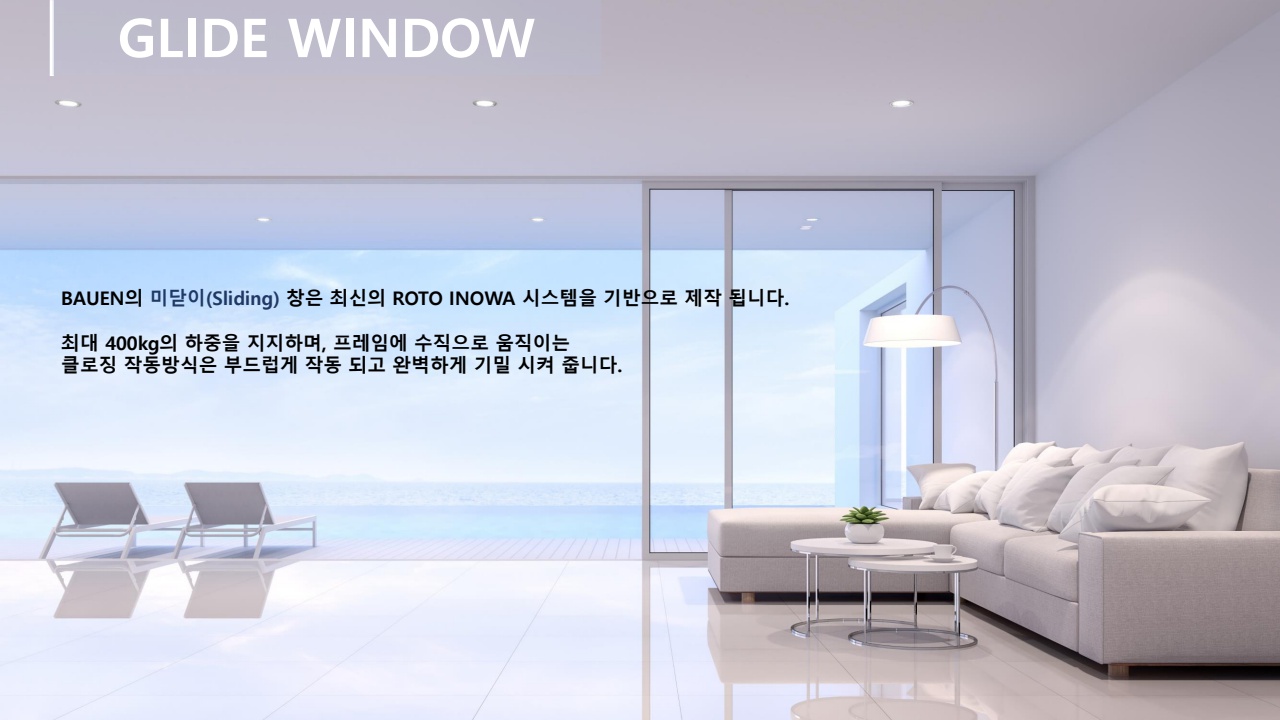 GLIDE WINDOW
BAUEN의 미닫이(Sliding) 창은 최신의 ROTO INOWA 시스템을 기반으로 제작 됩니다.
최대 400kg의 하중을 지지하며, 프레임에 수직으로 움직이는
클로징 작동방식은 부드럽게 작동 되고 완벽하게 기밀 시켜 줍니다.